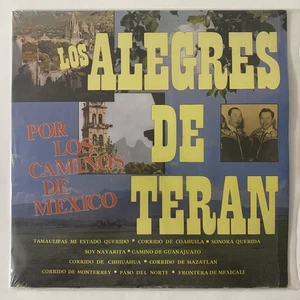 LOS ALEGRES
DE
TERAN
POR
LOS
CAMINOS
DE
MEXICO
TAMAULIPAS MI ESTADO QUERIDO • CORRIDO DE COAHUILA • SONORA QUERIDA
SOY NAYARITA • CAMINO DE GUANAJUATO
CORRIDO DE CHIHUAHUA • CORRIDO DE MAZATLAN
CORRIDO DE MONTERREY • PASO DEL NORTE • FRONTERA DE MEXICALI